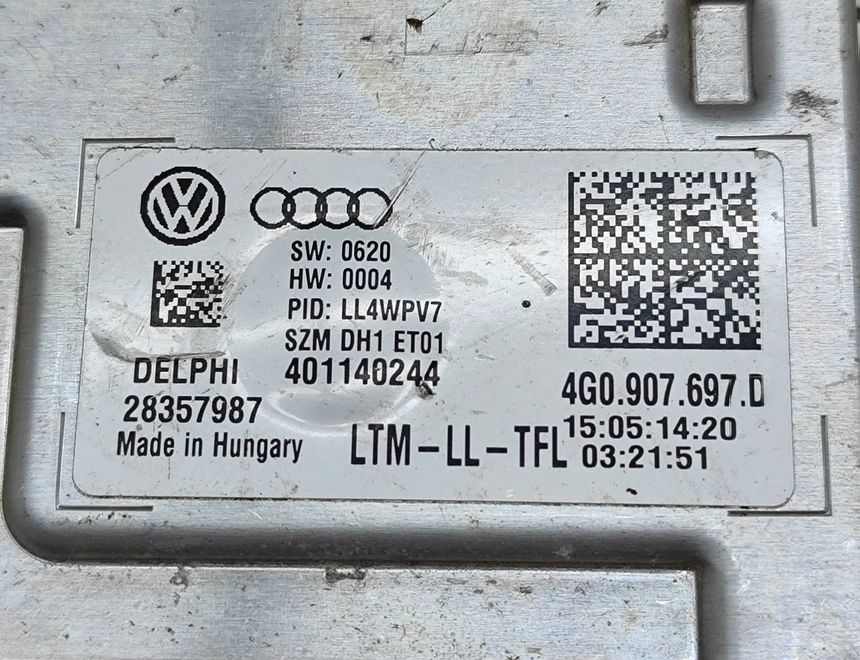 SW: 0620
HW: 0004
PID: LL4WPV7
SZM DH1 ET01
DELPHI 401140244
28357987
Made in Hungary
LTM-LL-TFL
4G0.907.697.D
15:05:14:20
03:21:51